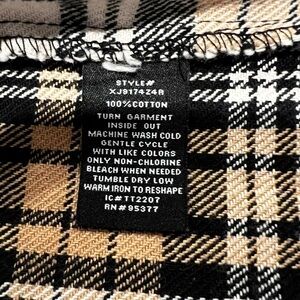 STYLE#
XJ9174Z4R
100%COTTON
TURN GARMENT
INSIDE OUT
MACHINE WASH COLD
GENTLE CYCLE
WITH LIKE COLORS
ONLY NON-CHLORINE
BLEACH WHEN NEEDED
TUMBLE DRY LOW
WARM IRON TO RESHAPE
IC#TT2207
RN#95377